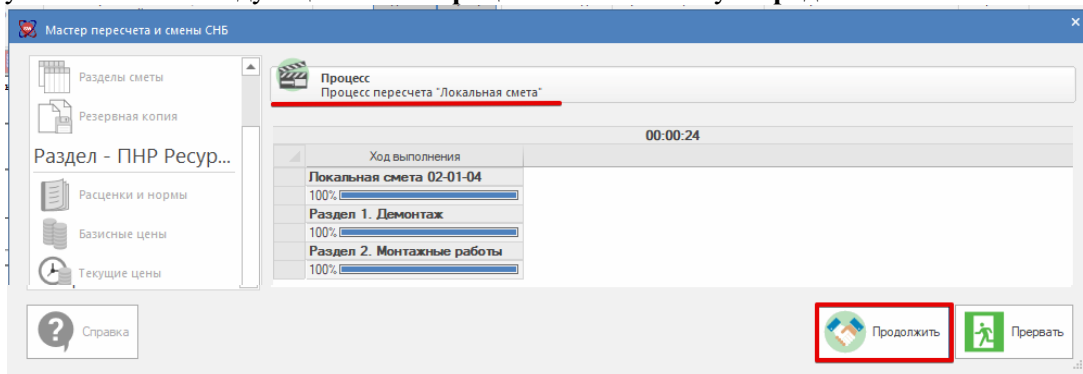 Мастер пересчета и смены СНБ
Разделы сметы
Резервная копия
Раздел - ПНР Ресур...
Расценки и нормы
Базисные цены
Текущие цены
Процесс
Процесс пересчета "Локальная смета"
00:00:24
Ход выполнения
Локальная смета 02-01-04
100%
Раздел 1. Демонтаж
100%
Раздел 2. Монтажные работы
100%
Справка
Продолжить
Прервать